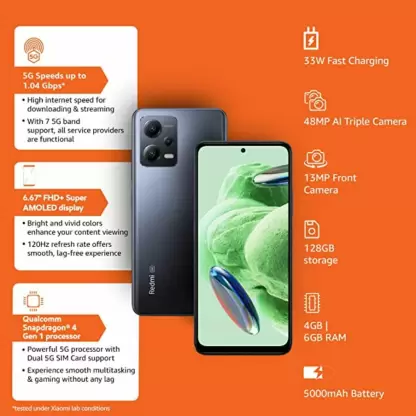 5G
5G Speeds up to
1.04 Gbps*
• High internet speed for
downloading & streaming
• With 7 5G band
support, all service providers
are functional
6.67" FHD+ Super
AMOLED display
• Bright and vivid colors
enhance your content viewing
• 120Hz refresh rate offers
smooth, lag-free experience
Qualcomm
Snapdragon® 4
Gen 1 processor
• Powerful 5G processor with
Dual 5G SIM Card support
• Experience smooth multitasking
& gaming without any lag
*tested under Xiaomi lab conditions
Redmi
33W Fast Charging
48MP AI Triple Camera
13MP Front
Camera
128GB
storage
4GB |
6GB RAM
5000mAh Battery